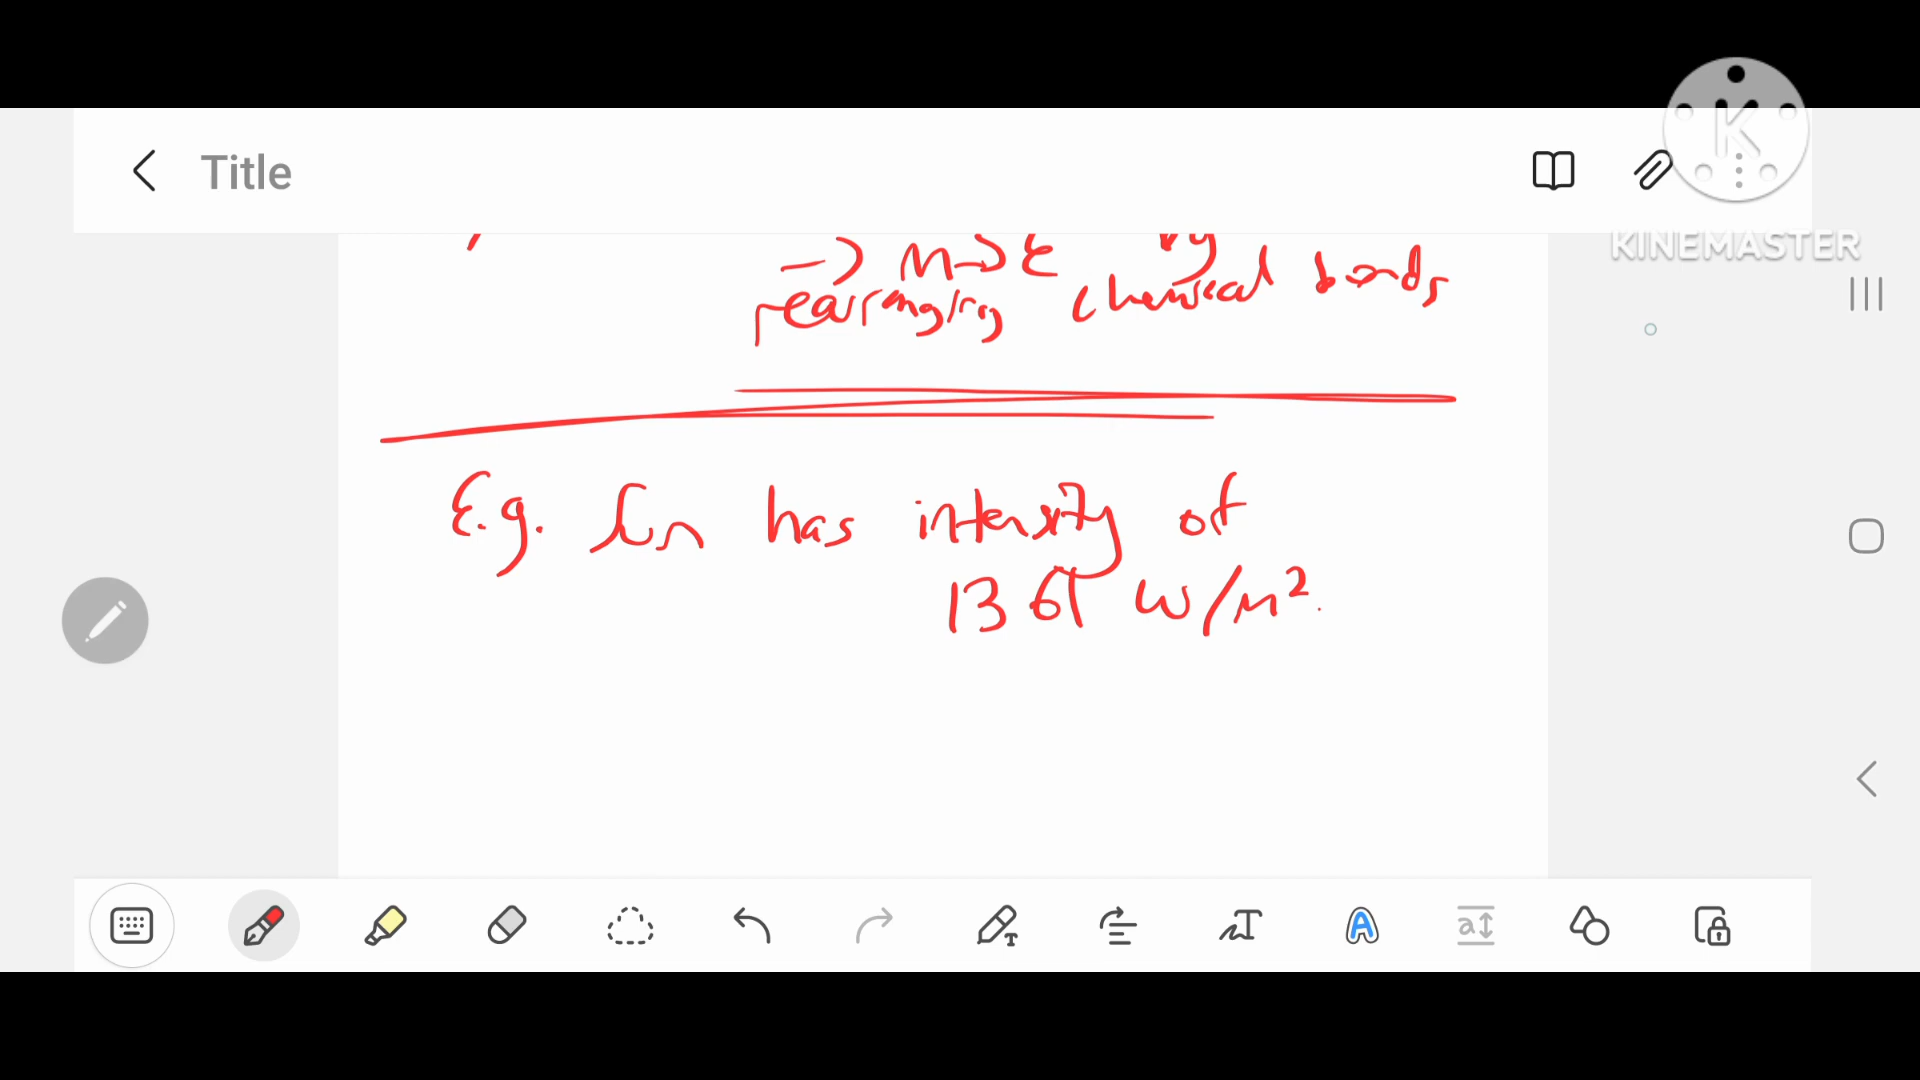 Title
KINEMASTER
→ m→E by
rearranging chemical bonds
E.g. Sun has intensity of
1361 W/m².